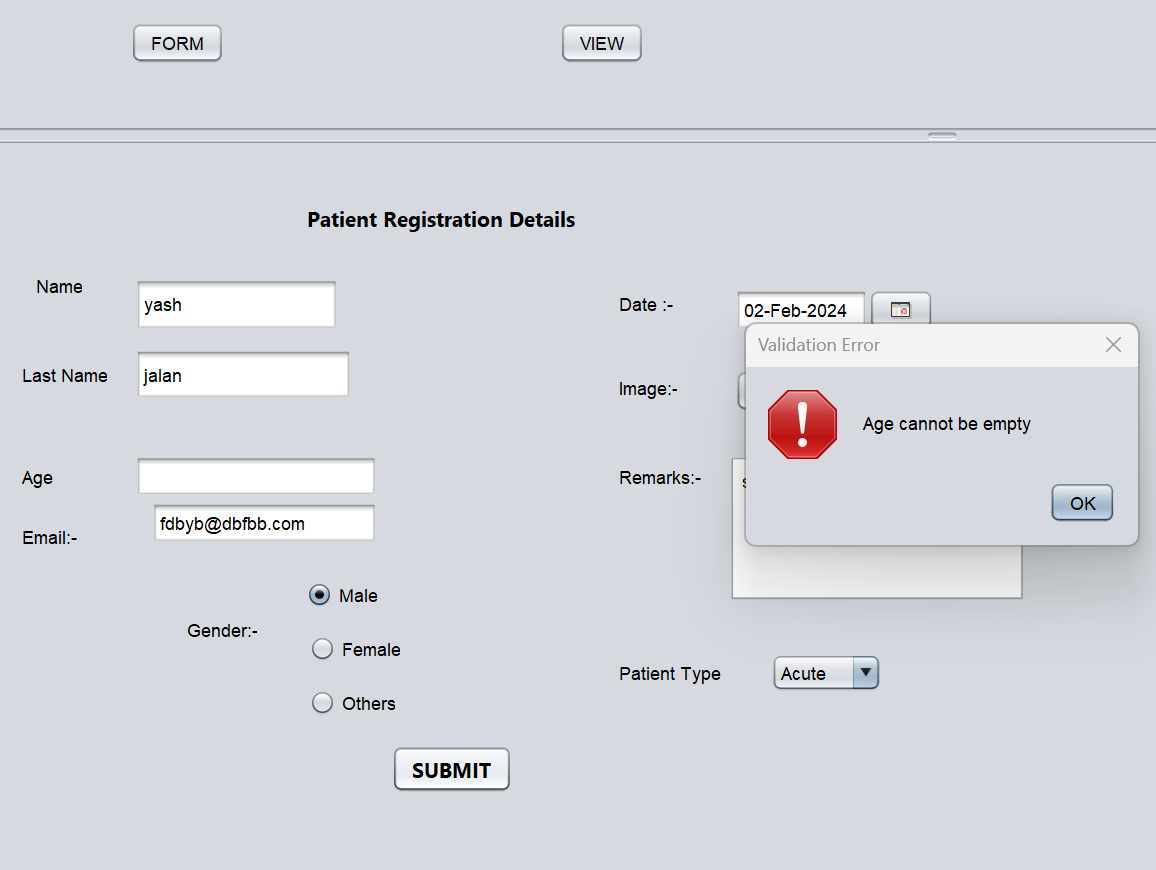 FORM
VIEW
Patient Registration Details
Name
yash
Last Name
jalan
Age
Email:-
fdbyb@dbfbb.com
Gender:-
Male
Female
Others
SUBMIT
Date :-
02-Feb-2024
Image:-
Remarks:-
Patient Type
Acute
Validation Error
Age cannot be empty
OK